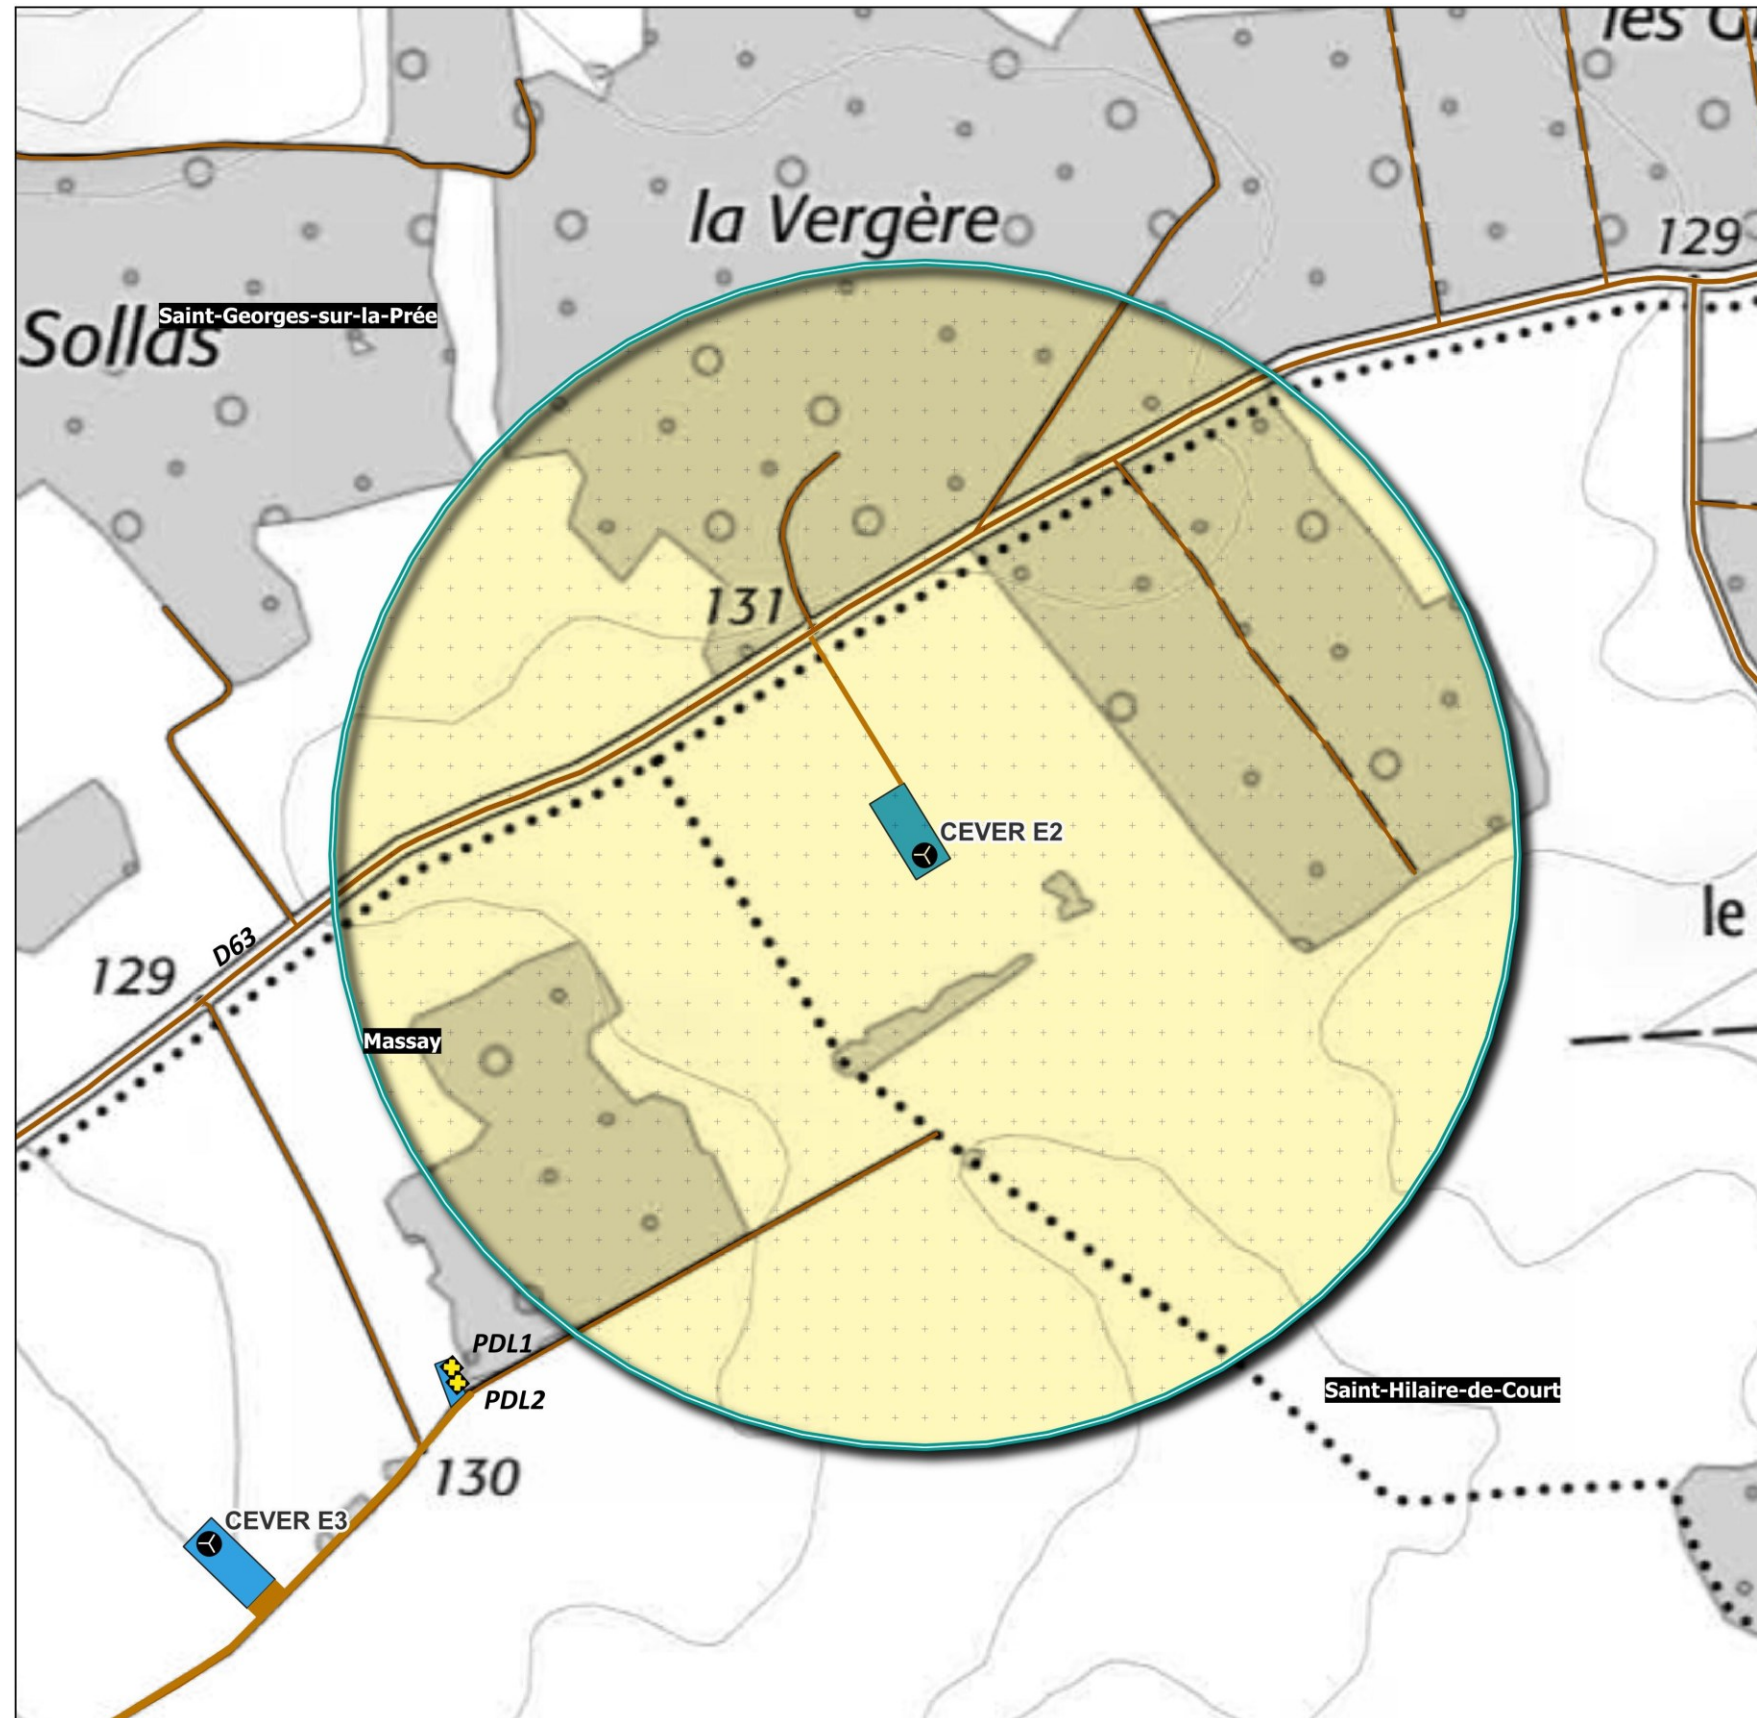 les G
la Vergère
129
Saint-Georges-sur-la-Prée
Sollas
131
CEVER E2
le
D63
129
Massay
PDL1
Saint-Hilaire-de-Court
PDL2
130
CEVER E3